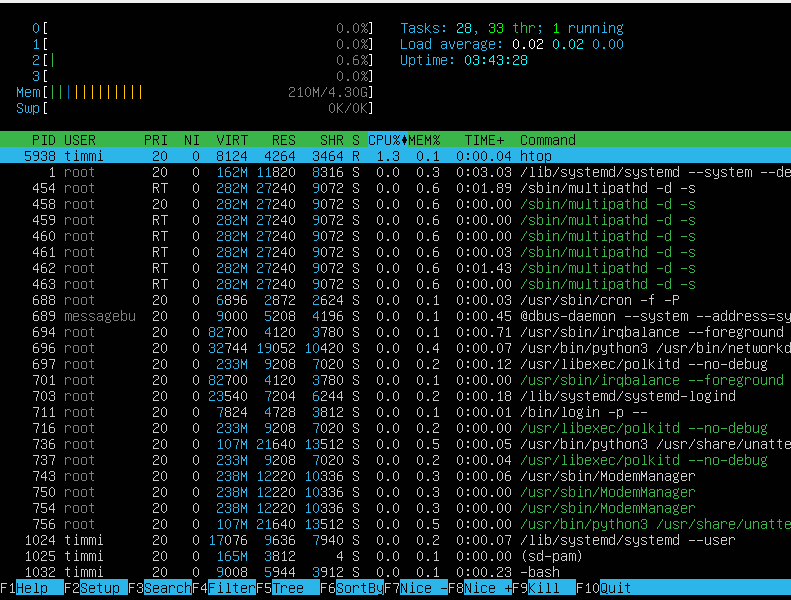 0[ 0.0%] Tasks: 28, 33 thr; 1 running
1[ 0.0%] Load average: 0.02 0.02 0.00
2[| 0.6%] Uptime: 03:43:28
3[ 0.0%]
Mem[|||||||||||| 210M/4.30G]
Swp[ 0K/0K]
PID USER PRI NI VIRT RES SHR S CPU% MEM% TIME+ Command
5938 timmi 20 0 8124 4264 3464 R 1.3 0.1 0:00.04 htop
1 root 20 0 162M 11820 8316 S 0.0 0.3 0:03.03 /lib/systemd/systemd --system --de
454 root RT 0 282M 27240 9072 S 0.0 0.6 0:01.89 /sbin/multipathd -d -s
458 root 20 0 282M 27240 9072 S 0.0 0.6 0:00.00 /sbin/multipathd -d -s
459 root RT 0 282M 27240 9072 S 0.0 0.6 0:00.00 /sbin/multipathd -d -s
460 root RT 0 282M 27240 9072 S 0.0 0.6 0:00.00 /sbin/multipathd -d -s
461 root RT 0 282M 27240 9072 S 0.0 0.6 0:00.03 /sbin/multipathd -d -s
462 root RT 0 282M 27240 9072 S 0.0 0.6 0:01.43 /sbin/multipathd -d -s
463 root RT 0 282M 27240 9072 S 0.0 0.6 0:00.00 /sbin/multipathd -d -s
688 root 20 0 6896 2872 2624 S 0.0 0.1 0:00.03 /usr/sbin/cron -f -P
689 messagebu 20 0 9000 5208 4196 S 0.0 0.1 0:00.45 @dbus-daemon --system --address=sy
694 root 20 0 82700 4120 3780 S 0.0 0.1 0:00.71 /usr/sbin/irqbalance --foreground
696 root 20 0 32744 19052 10420 S 0.0 0.4 0:00.07 /usr/bin/python3 /usr/bin/networkd
697 root 20 0 233M 9208 7020 S 0.0 0.2 0:00.12 /usr/libexec/polkitd --no-debug
701 root 20 0 82700 4120 3780 S 0.0 0.1 0:00.00 /usr/sbin/irqbalance --foreground
703 root 20 0 23540 7204 6244 S 0.0 0.2 0:00.18 /lib/systemd/systemd-logind
711 root 20 0 7824 4728 3812 S 0.0 0.1 0:00.01 /bin/login -p --
716 root 20 0 233M 9208 7020 S 0.0 0.2 0:00.00 /usr/libexec/polkitd --no-debug
736 root 20 0 107M 21640 13512 S 0.0 0.5 0:00.05 /usr/bin/python3 /usr/share/unatte
737 root 20 0 233M 9208 7020 S 0.0 0.2 0:00.04 /usr/libexec/polkitd --no-debug
743 root 20 0 238M 12220 10336 S 0.0 0.3 0:00.06 /usr/sbin/ModemManager
750 root 20 0 238M 12220 10336 S 0.0 0.3 0:00.00 /usr/sbin/ModemManager
754 root 20 0 238M 12220 10336 S 0.0 0.3 0:00.00 /usr/sbin/ModemManager
756 root 20 0 107M 21640 13512 S 0.0 0.5 0:00.00 /usr/bin/python3 /usr/share/unatte
1024 timmi 20 0 17076 9636 7940 S 0.0 0.2 0:00.07 /lib/systemd/systemd --user
1025 timmi 20 0 165M 3812 4 S 0.0 0.1 0:00.00 (sd-pam)
1032 timmi 20 0 9008 5944 3912 S 0.0 0.1 0:00.23 -bash
F1Help F2Setup F3SearchF4FilterF5Tree F6SortByF7Nice -F8Nice +F9Kill F10Quit